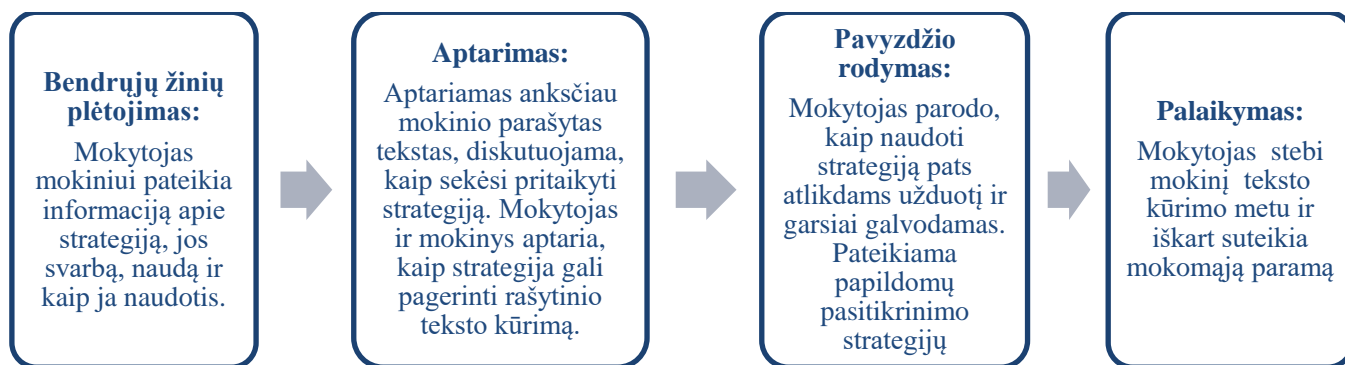 Bendrųjų žinių
plėtojimas:
Mokytojas
mokiniui pateikia
informaciją apie
strategiją, jos
svarbą, naudą ir
kaip ja naudotis.
Aptarimas:
Aptariamas anksčiau
mokinio parašytas
tekstas, diskutuojama,
kaip sekėsi pritaikyti
strategiją. Mokytojas
ir mokinys aptaria,
kaip strategija gali
pagerinti rašytinio
teksto kūrimą.
Pavyzdžio
rodymas:
Mokytojas parodo,
kaip naudoti
strategiją pats
atlikdams užduotį ir
garsiai galvodamas.
Pateikiama
papildomų
pasitikrinimo
strategijų
Palaikymas:
Mokytojas stebi
mokinį teksto
kūrimo metu ir
iškart suteikia
mokomąją paramą